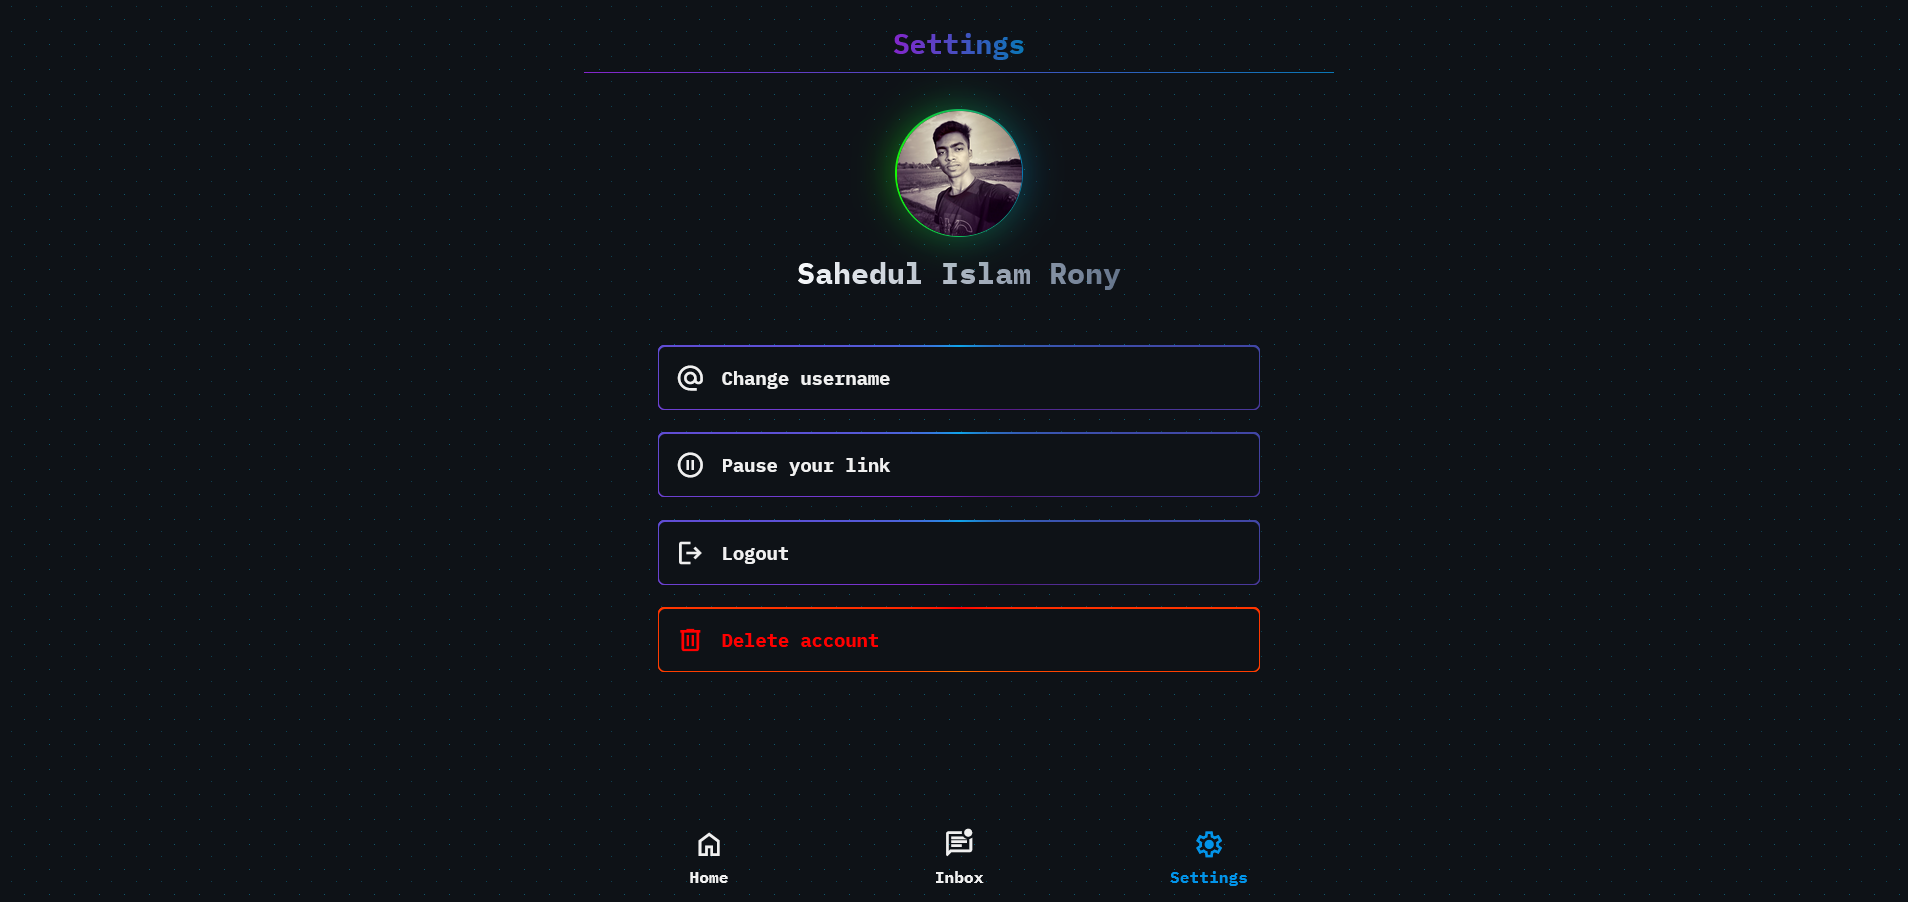 Settings
Sahedul Islam Rony
Change username
Pause your link
Logout
Delete account
Home
Inbox
Settings